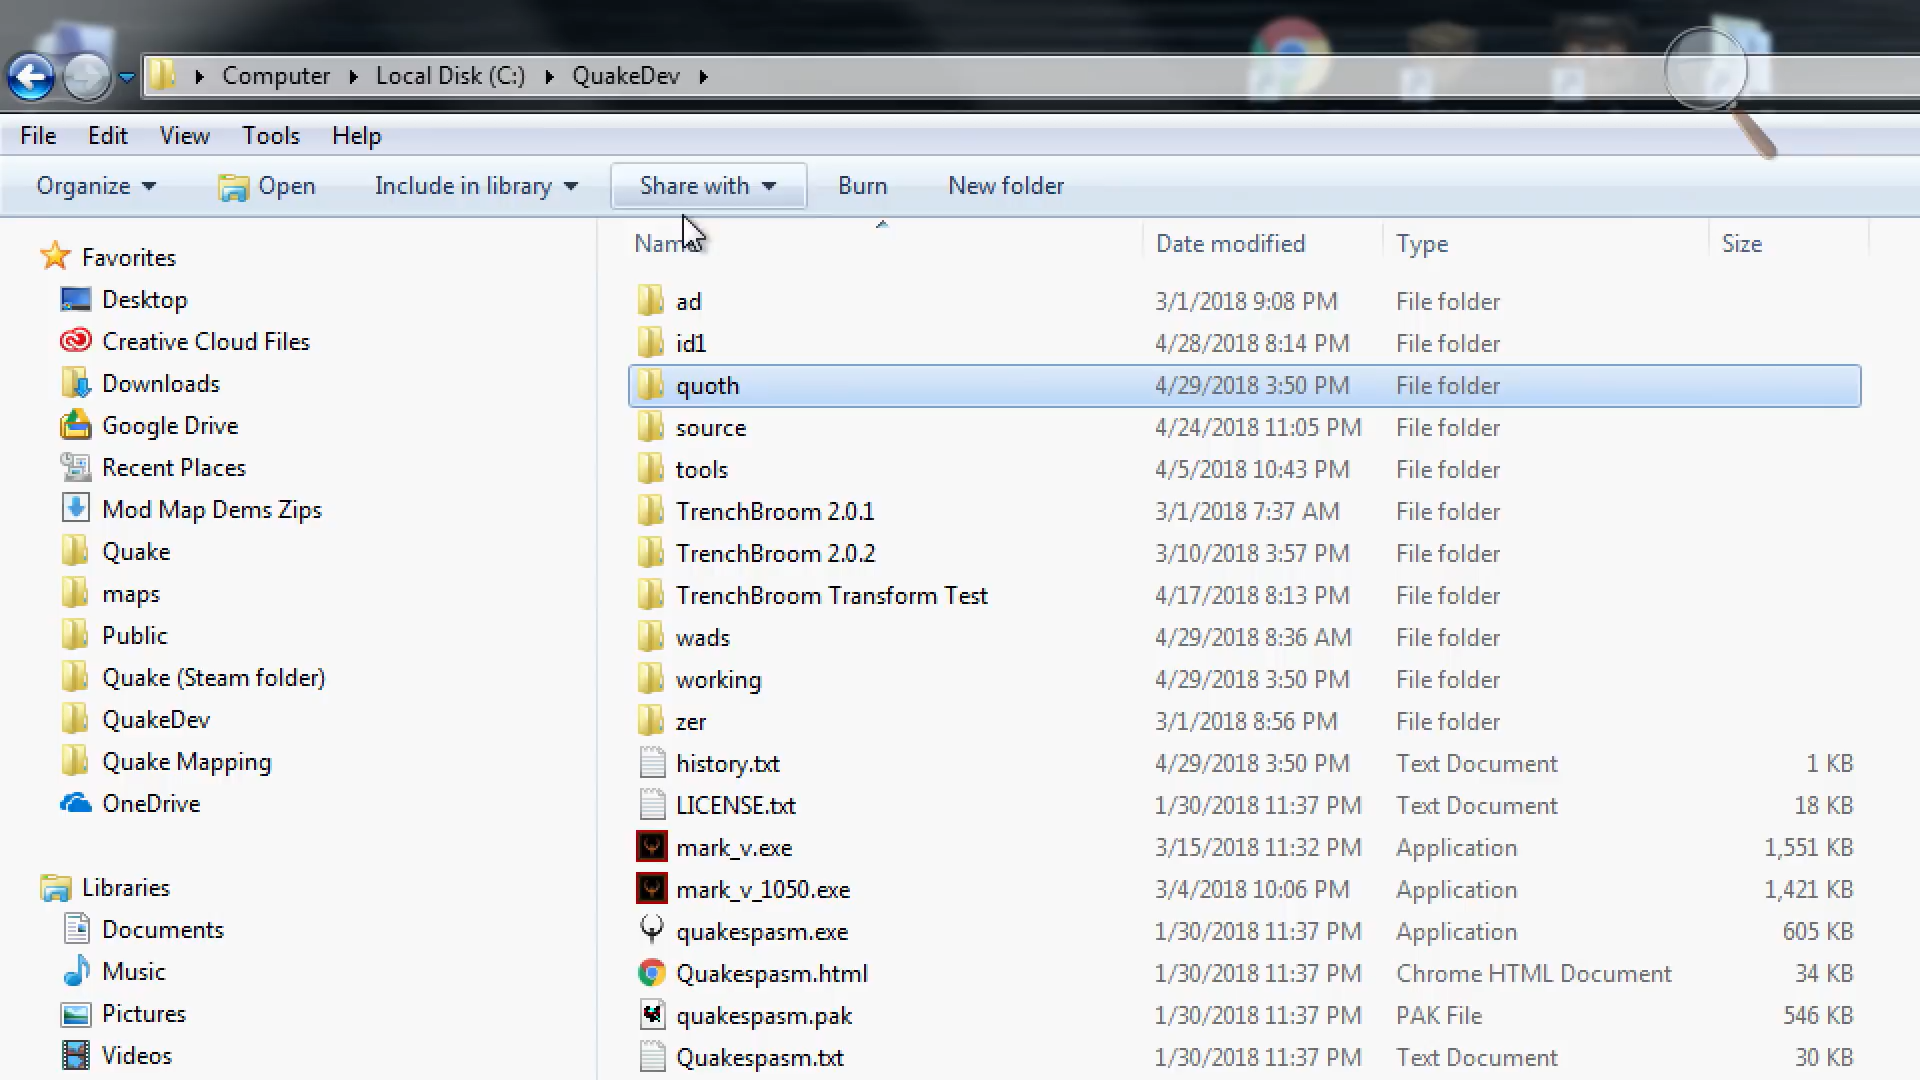 Computer Local Disk (C:) QuakeDev
File Edit View Tools Help
Organize Open Include in library Share with Burn New folder
Favorites
Desktop
Creative Cloud Files
Downloads
Google Drive
Recent Places
Mod Map Dems Zips
Quake
maps
Public
Quake (Steam folder)
QuakeDev
Quake Mapping
OneDrive
Libraries
Documents
Music
Pictures
Videos
Name Date modified Type Size
ad 3/1/2018 9:08 PM File folder
id1 4/28/2018 8:14 PM File folder
quoth 4/29/2018 3:50 PM File folder
source 4/24/2018 11:05 PM File folder
tools 4/5/2018 10:43 PM File folder
TrenchBroom 2.0.1 3/1/2018 7:37 AM File folder
TrenchBroom 2.0.2 3/10/2018 3:57 PM File folder
TrenchBroom Transform Test 4/17/2018 8:13 PM File folder
wads 4/29/2018 8:36 AM File folder
working 4/29/2018 3:50 PM File folder
zer 3/1/2018 8:56 PM File folder
history.txt 4/29/2018 3:50 PM Text Document 1 KB
LICENSE.txt 1/30/2018 11:37 PM Text Document 18 KB
mark_v.exe 3/15/2018 11:32 PM Application 1,551 KB
mark_v_1050.exe 3/4/2018 10:06 PM Application 1,421 KB
quakespasm.exe 1/30/2018 11:37 PM Application 605 KB
Quakespasm.html 1/30/2018 11:37 PM Chrome HTML Document 34 KB
quakespasm.pak 1/30/2018 11:37 PM PAK File 546 KB
Quakespasm.txt 1/30/2018 11:37 PM Text Document 30 KB